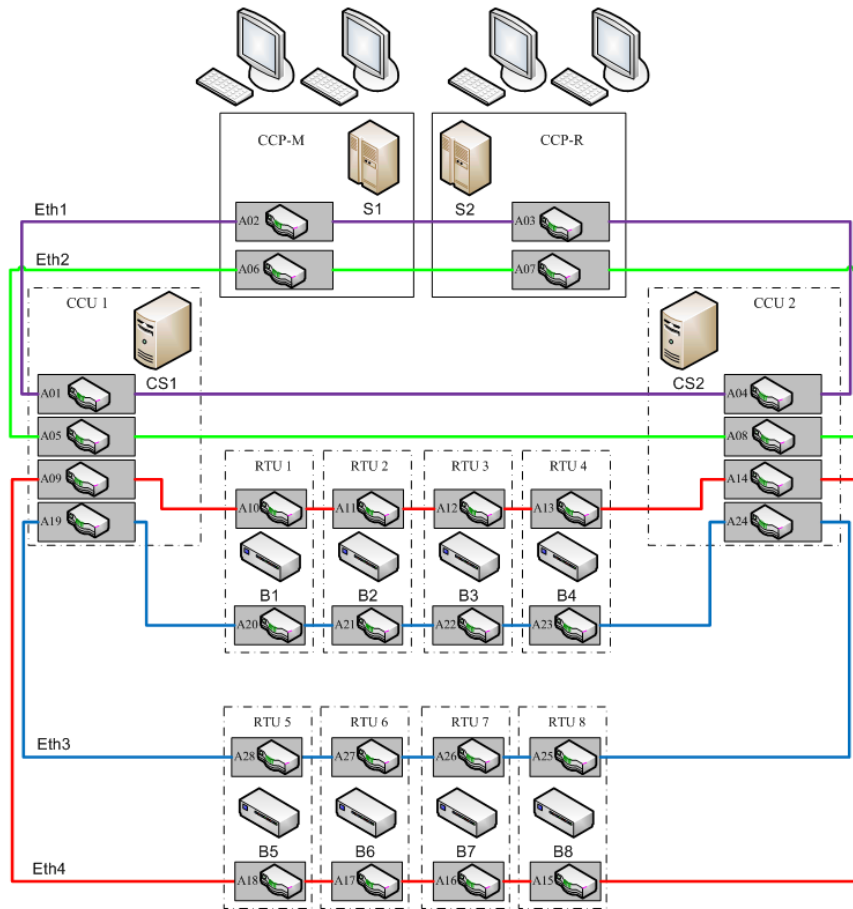 CCP-M
CCP-R
S1
S2
Eth1
A02
A03
Eth2
A06
A07
CCU 1
CCU 2
CS1
CS2
A01
A04
A05
A08
RTU 1
RTU 2
RTU 3
RTU 4
A09
A14
A10
A11
A12
A13
A19
A24
B1
B2
B3
B4
A20
A21
A22
A23
RTU 5
RTU 6
RTU 7
RTU 8
Eth3
A28
A27
A26
A25
B5
B6
B7
B8
Eth4
A18
A17
A16
A15